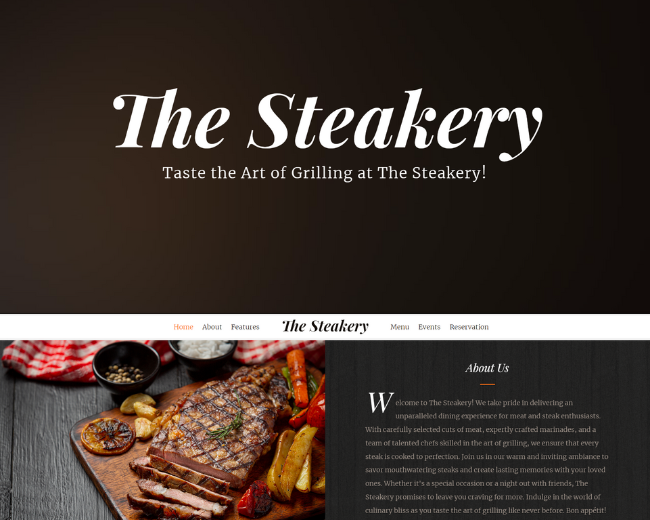 The Steakery
Taste the Art of Grilling at The Steakery!
Home About Features The Steakery Menu Events Reservation
About Us
Welcome to The Steakery! We take pride in delivering an
unparalleled dining experience for meat and steak enthusiasts.
With carefully selected cuts of meat, expertly crafted marinades, and a
team of talented chefs skilled in the art of grilling, we ensure that every
steak is cooked to perfection. Join us in our warm and inviting ambiance to
savor mouthwatering steaks and create lasting memories with your loved
ones. Whether it's a special occasion or a night out with friends, The
Steakery promises to leave you craving for more. Indulge in the world of
culinary bliss as you taste the art of grilling like never before. Bon appétit!